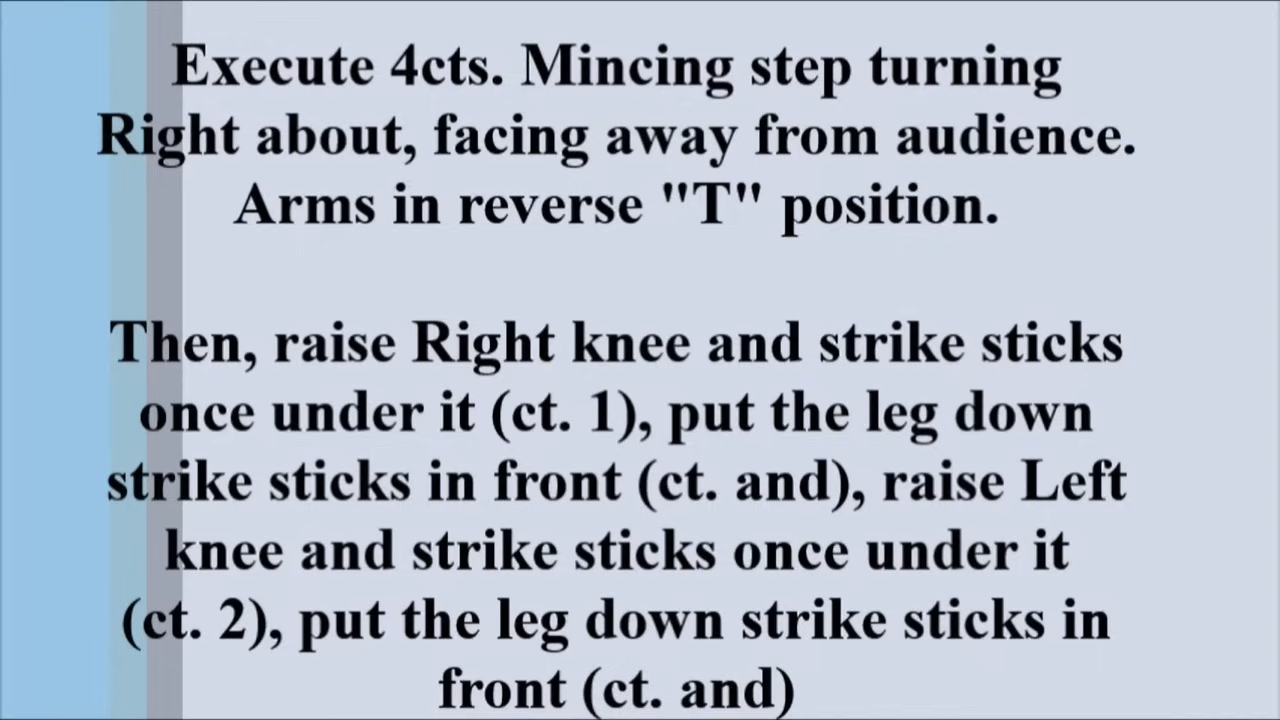 Execute 4cts. Mincing step turning
Right about, facing away from audience.
Arms in reverse "T" position.
Then, raise Right knee and strike sticks
once under it (ct. 1), put the leg down
strike sticks in front (ct. and), raise Left
knee and strike sticks once under it
(ct. 2), put the leg down strike sticks in
front (ct. and)